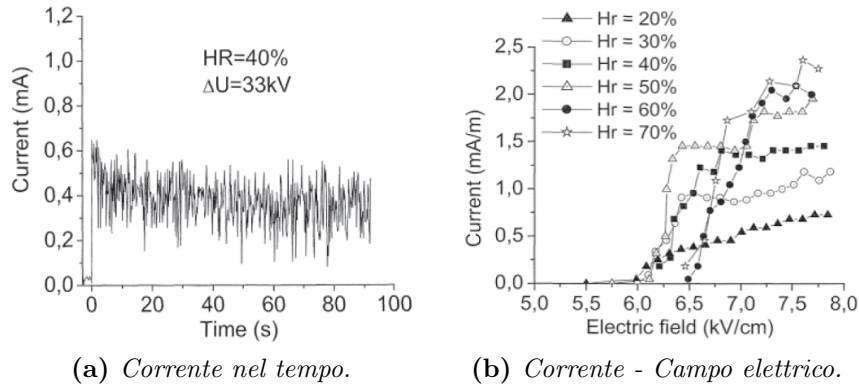 1,2
1,0
0,8
0,6
0,4
0,2
0,0
Current (mA)
HR=40%
ΔU=33kV
0 20 40 60 80 100
Time (s)
(a) Corrente nel tempo.
Hr = 20%
Hr = 30%
Hr = 40%
Hr = 50%
Hr = 60%
Hr = 70%
2,5
2,0
1,5
1,0
0,5
0,0
Current (mA/m)
5,0 5,5 6,0 6,5 7,0 7,5 8,0
Electric field (kV/cm)
(b) Corrente - Campo elettrico.